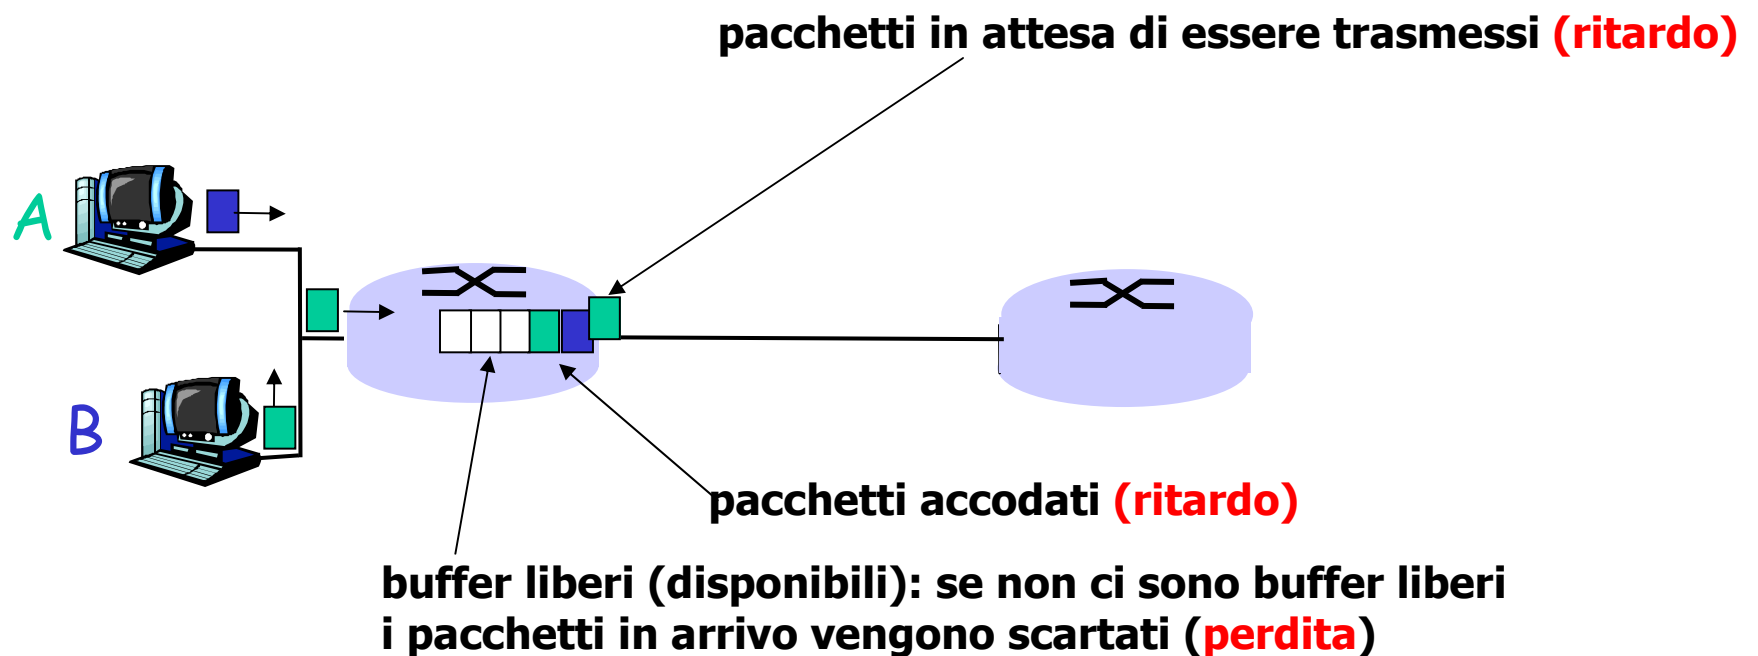 pacchetti in attesa di essere trasmessi (ritardo)
A
B
pacchetti accodati (ritardo)
buffer liberi (disponibili): se non ci sono buffer liberi
i pacchetti in arrivo vengono scartati (perdita)